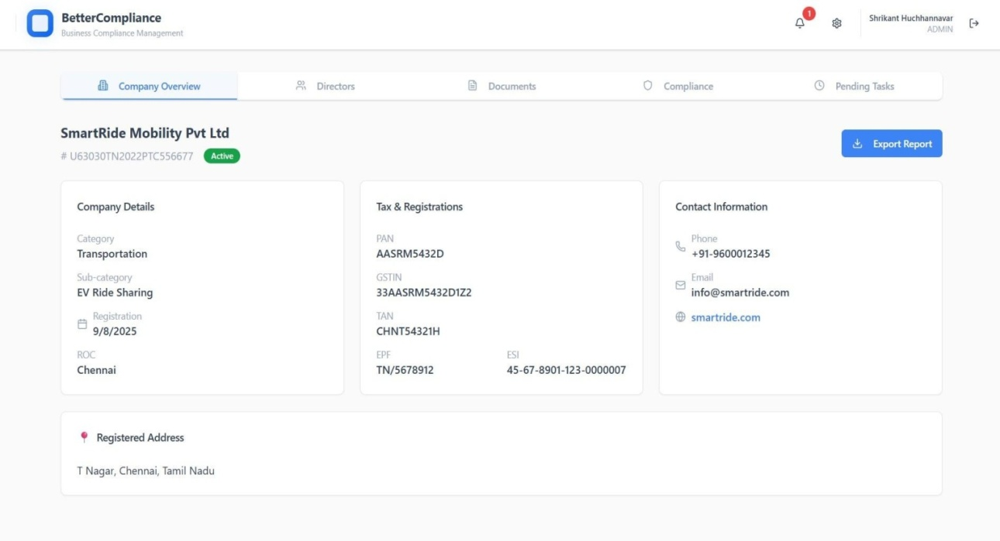 BetterCompliance
Business Compliance Management
1
Shrikant Huchhannavar
ADMIN
Company Overview
Directors
Documents
Compliance
Pending Tasks
SmartRide Mobility Pvt Ltd
# U63030TN2022PTC556677
Active
Export Report
Company Details
Category
Transportation
Sub-category
EV Ride Sharing
Registration
9/8/2025
ROC
Chennai
Tax & Registrations
PAN
AASRM5432D
GSTIN
33AASRM5432D1Z2
TAN
CHNT54321H
EPF
TN/5678912
ESI
45-67-8901-123-0000007
Contact Information
Phone
+91-9600012345
Email
info@smartride.com
smartride.com
Registered Address
T Nagar, Chennai, Tamil Nadu